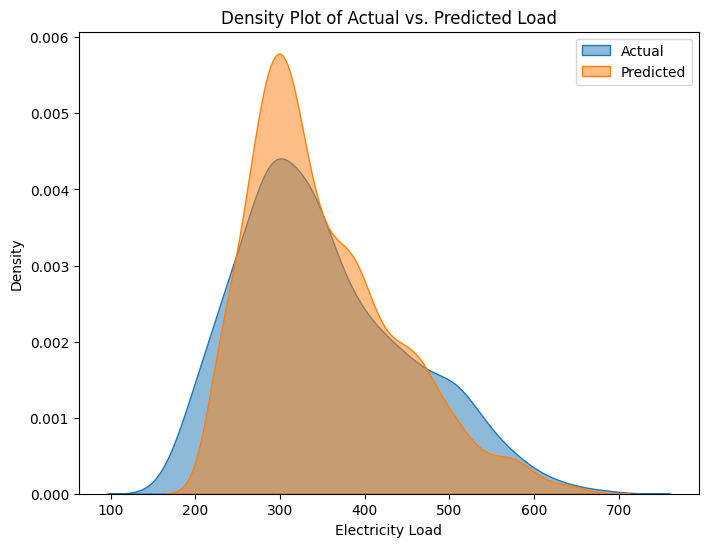 Density Plot of Actual vs. Predicted Load
Actual
Predicted
0.006
0.005
0.004
0.003
0.002
0.001
0.000
Density
100 200 300 400 500 600 700
Electricity Load